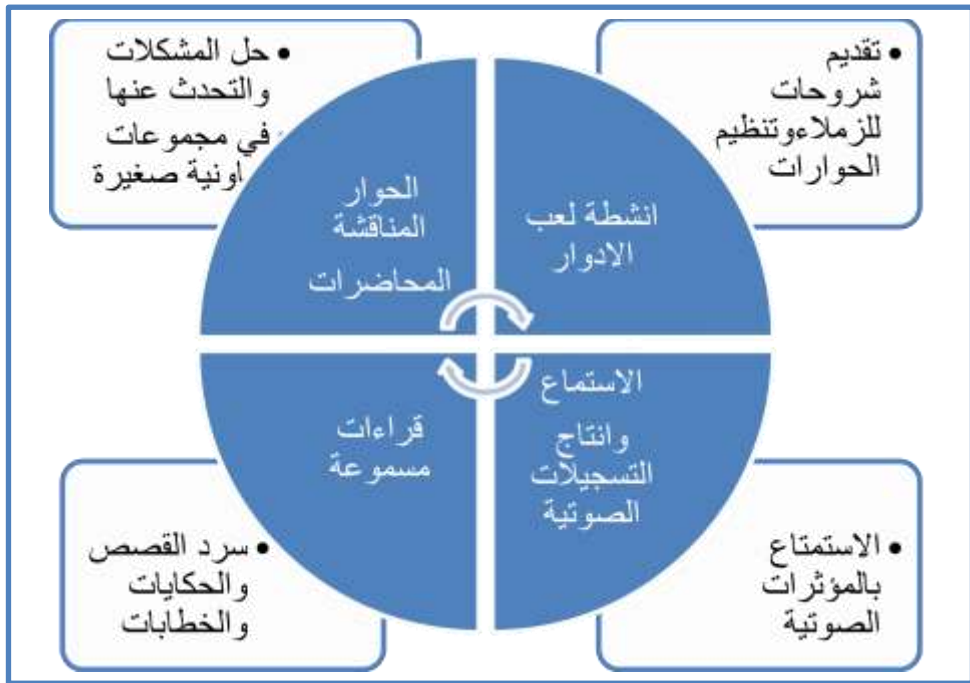 تقديم
شروحات
للزملاءوتنظيم
الحوارات
حل المشكلات
والتحدث عنها
في مجموعات
اونية صغيرة
انشطة لعب
الادوار
الحوار
المناقشة
المحاضرات
الاستماع
وانتاج
التسجيلات
الصوتية
قراءات
مسموعة
الاستمتاع
بالمؤثرات
الصوتية
سرد القصص
والحكايات
والخطابات